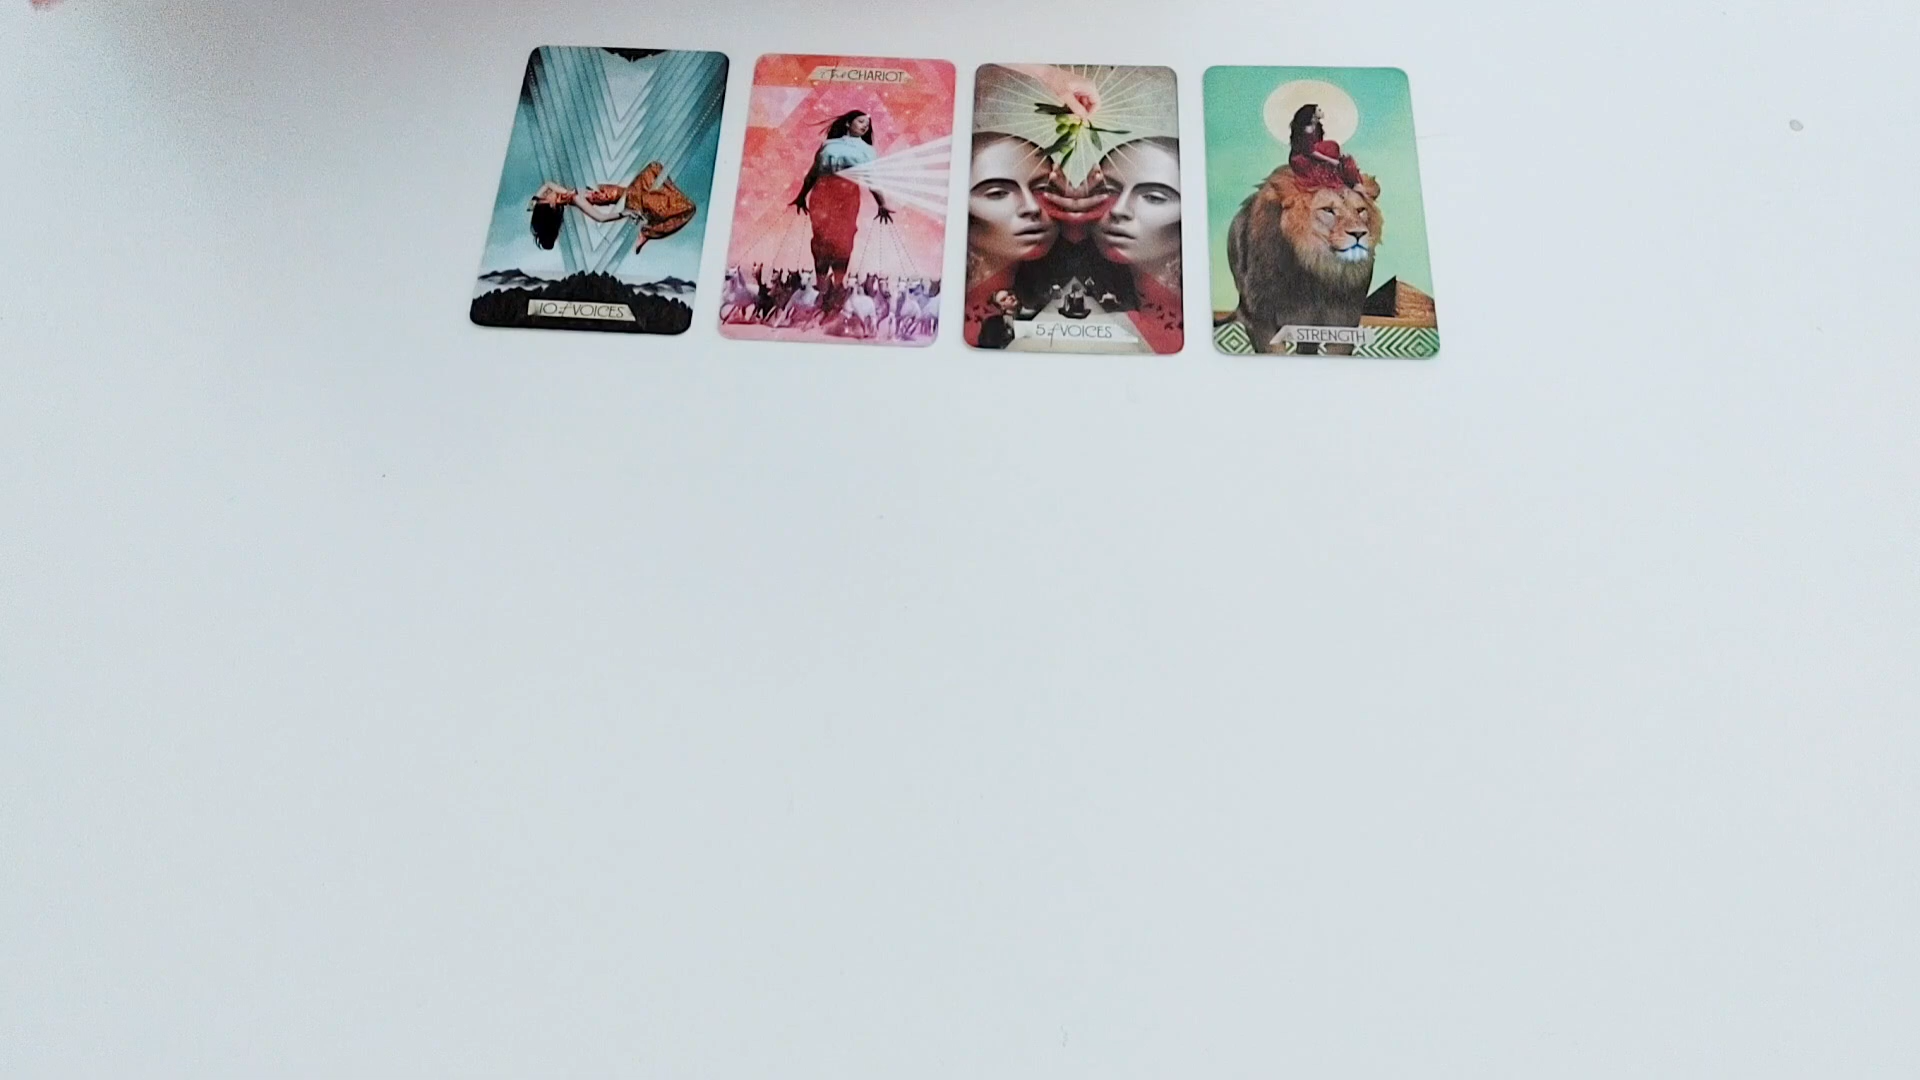 10 of VOICES
The CHARIOT
5 of VOICES
STRENGTH